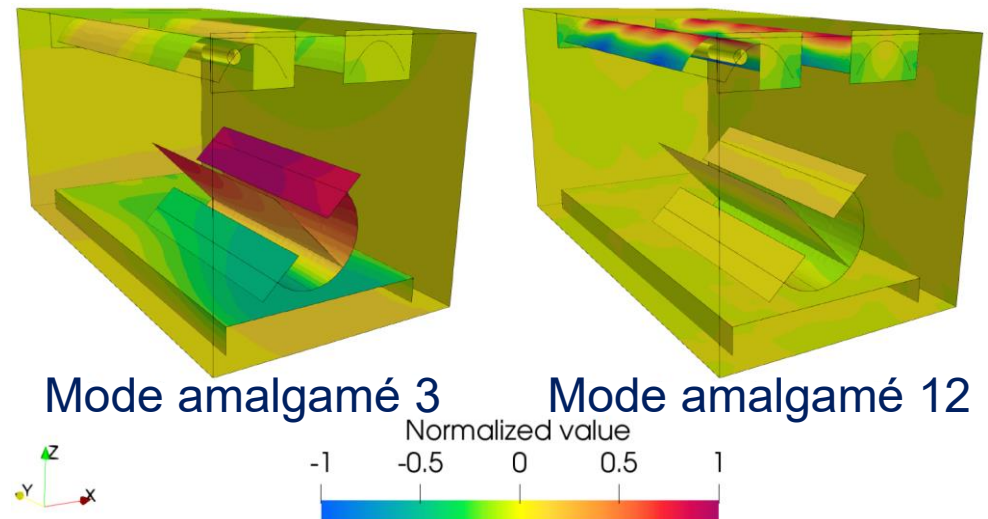 Mode amalgamé 3
Mode amalgamé 12
Normalized value
-1 -0.5 0 0.5 1
Z
Y
X